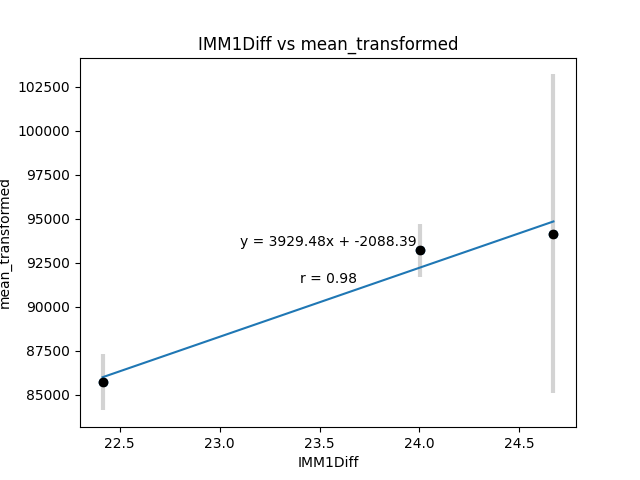 IMM1Diff vs mean_transformed
102500
100000
97500
95000
92500
90000
87500
85000
mean_transformed
y = 3929.48x + -2088.39
r = 0.98
22.5 23.0 23.5 24.0 24.5
IMM1Diff